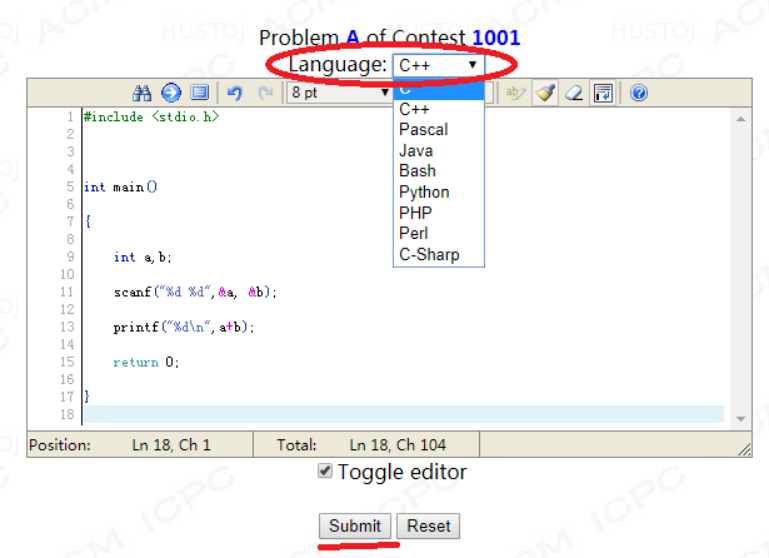 Problem A of Contest 1001
Language: C++
8 pt
C
C++
Pascal
Java
Bash
Python
PHP
Perl
C-Sharp
1 #include <stdio.h>
2
3
4
5 int main()
6
7 {
8
9 int a,b;
10
11 scanf("%d %d",&a, &b);
12
13 printf("%d\n",a+b);
14
15 return 0;
16
17 }
18
Position: Ln 18, Ch 1 Total: Ln 18, Ch 104
Toggle editor
Submit Reset
HUSTOJ
HUSTOJ
ACM ICPC
ACM ICPC